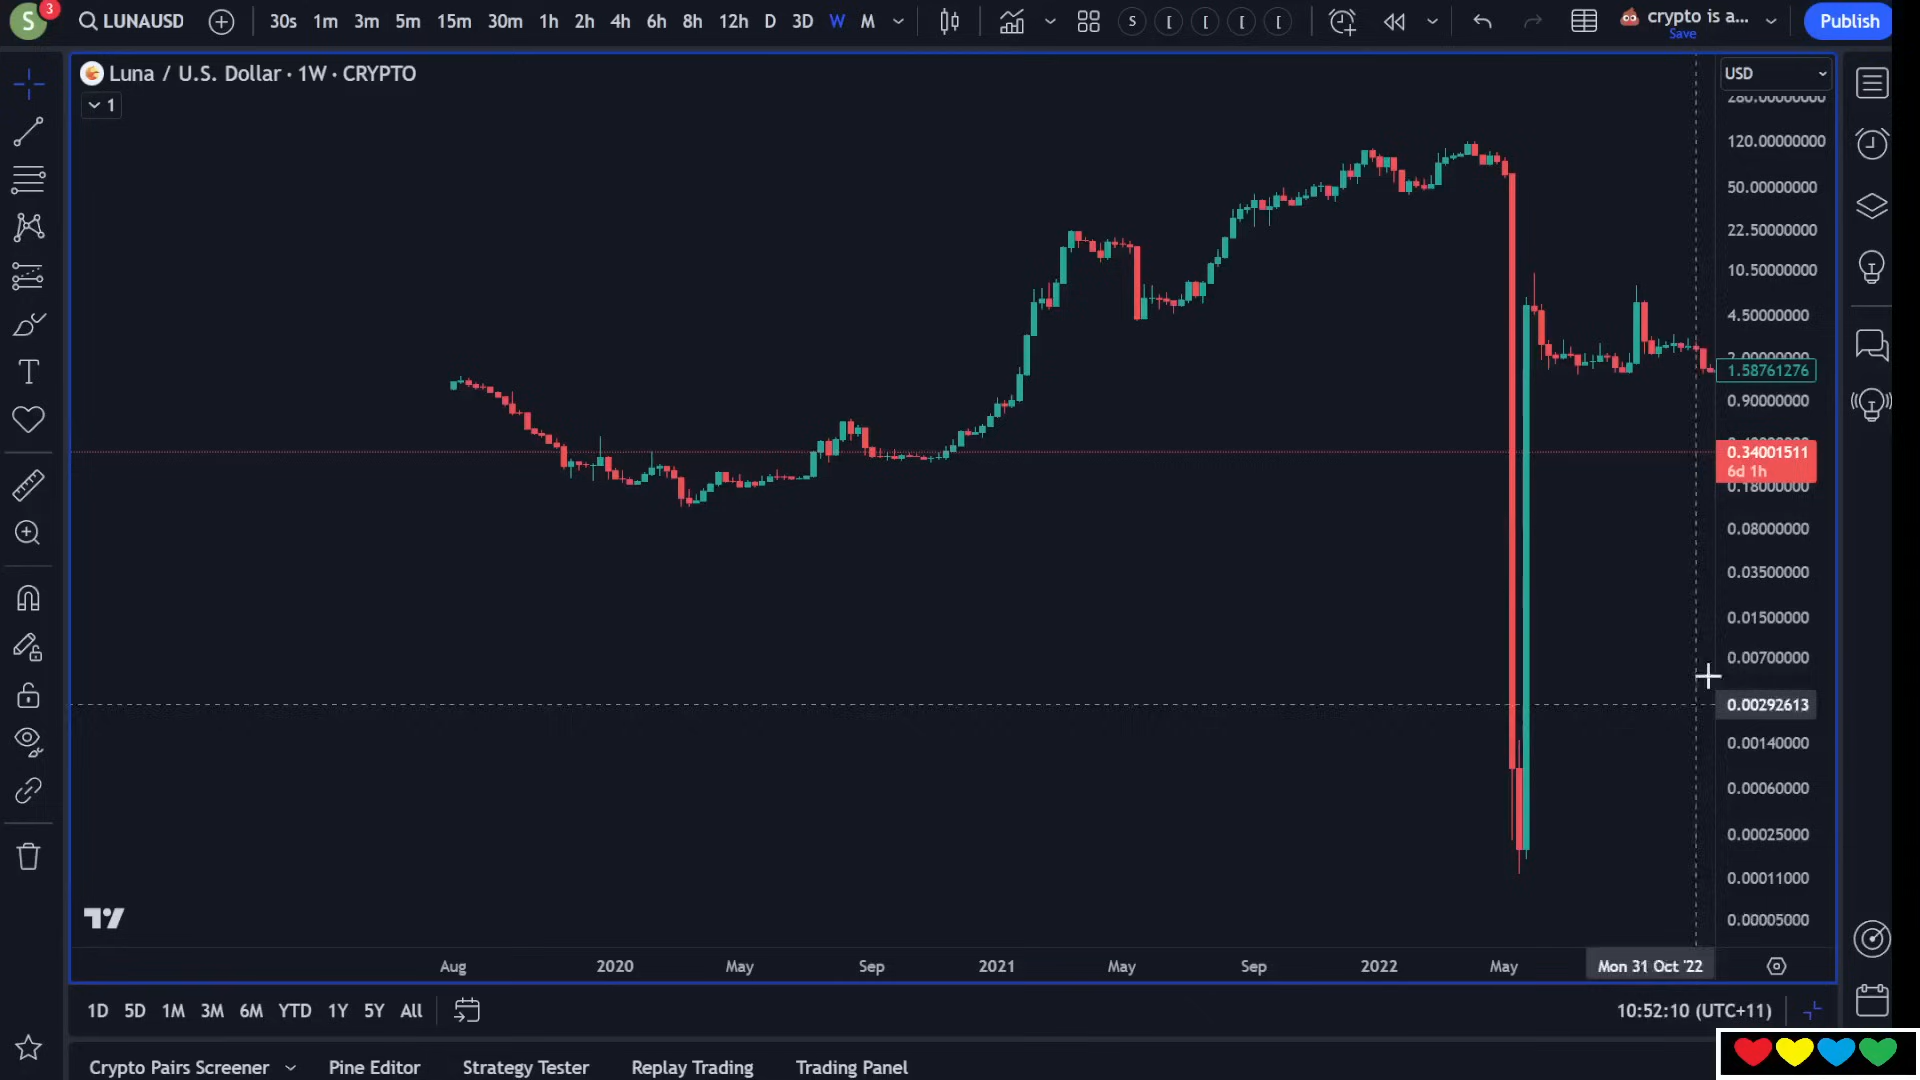 S 3 LUNAUSD 30s 1m 3m 5m 15m 30m 1h 2h 4h 6h 8h 12h D 3D W M S [ [ [ [ crypto is a... Publish
Save
Luna / U.S. Dollar · 1W · CRYPTO
USD
1
280.00000000
120.00000000
50.00000000
22.50000000
10.50000000
4.50000000
2.00000000
1.58761276
0.90000000
0.34001511
6d 1h
0.18000000
0.08000000
0.03500000
0.01500000
0.00700000
0.00292613
0.00140000
0.00060000
0.00025000
0.00011000
0.00005000
Aug 2020 May Sep 2021 May Sep 2022 May Mon 31 Oct '22
1D 5D 1M 3M 6M YTD 1Y 5Y All 10:52:10 (UTC+11)
Crypto Pairs Screener Pine Editor Strategy Tester Replay Trading Trading Panel